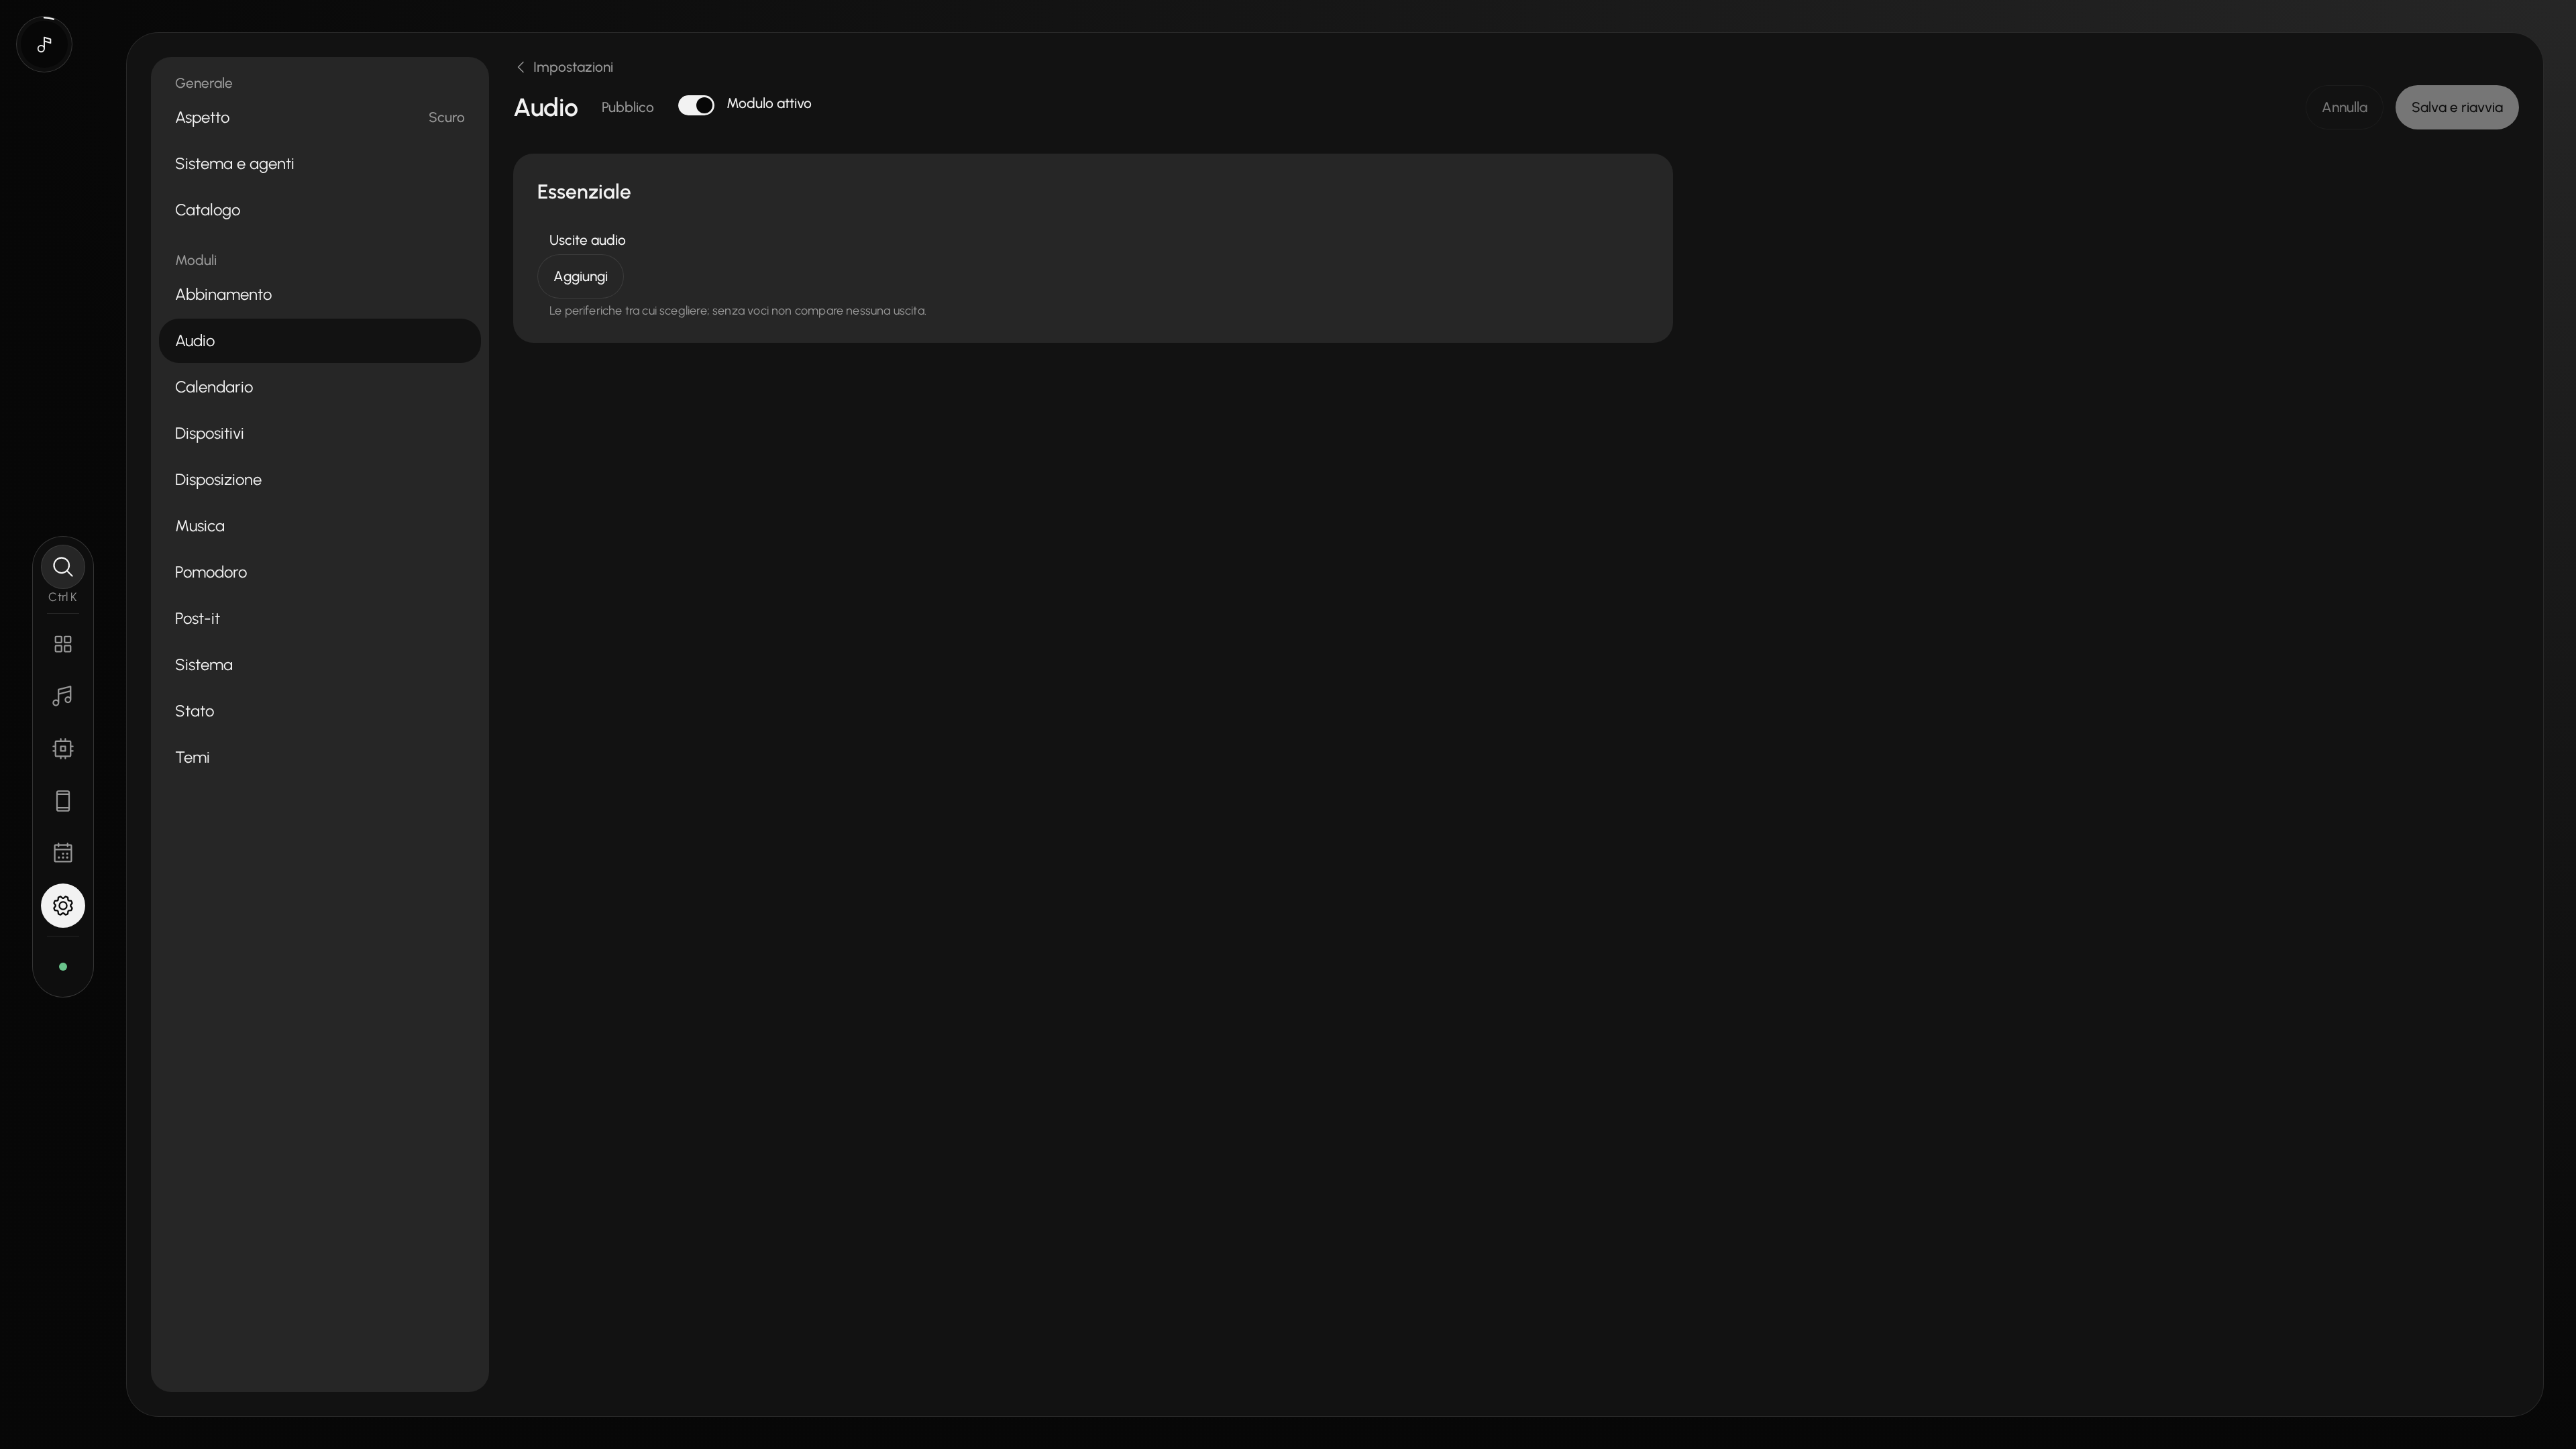 Generale
Aspetto Scuro
Sistema e agenti
Catalogo
Moduli
Abbinamento
Audio
Calendario
Dispositivi
Disposizione
Musica
Pomodoro
Post-it
Sistema
Stato
Temi
Ctrl K
Impostazioni
Audio Pubblico Modulo attivo
Annulla Salva e riavvia
Essenziale
Uscite audio
Aggiungi
Le periferiche tra cui scegliere; senza voci non compare nessuna uscita.